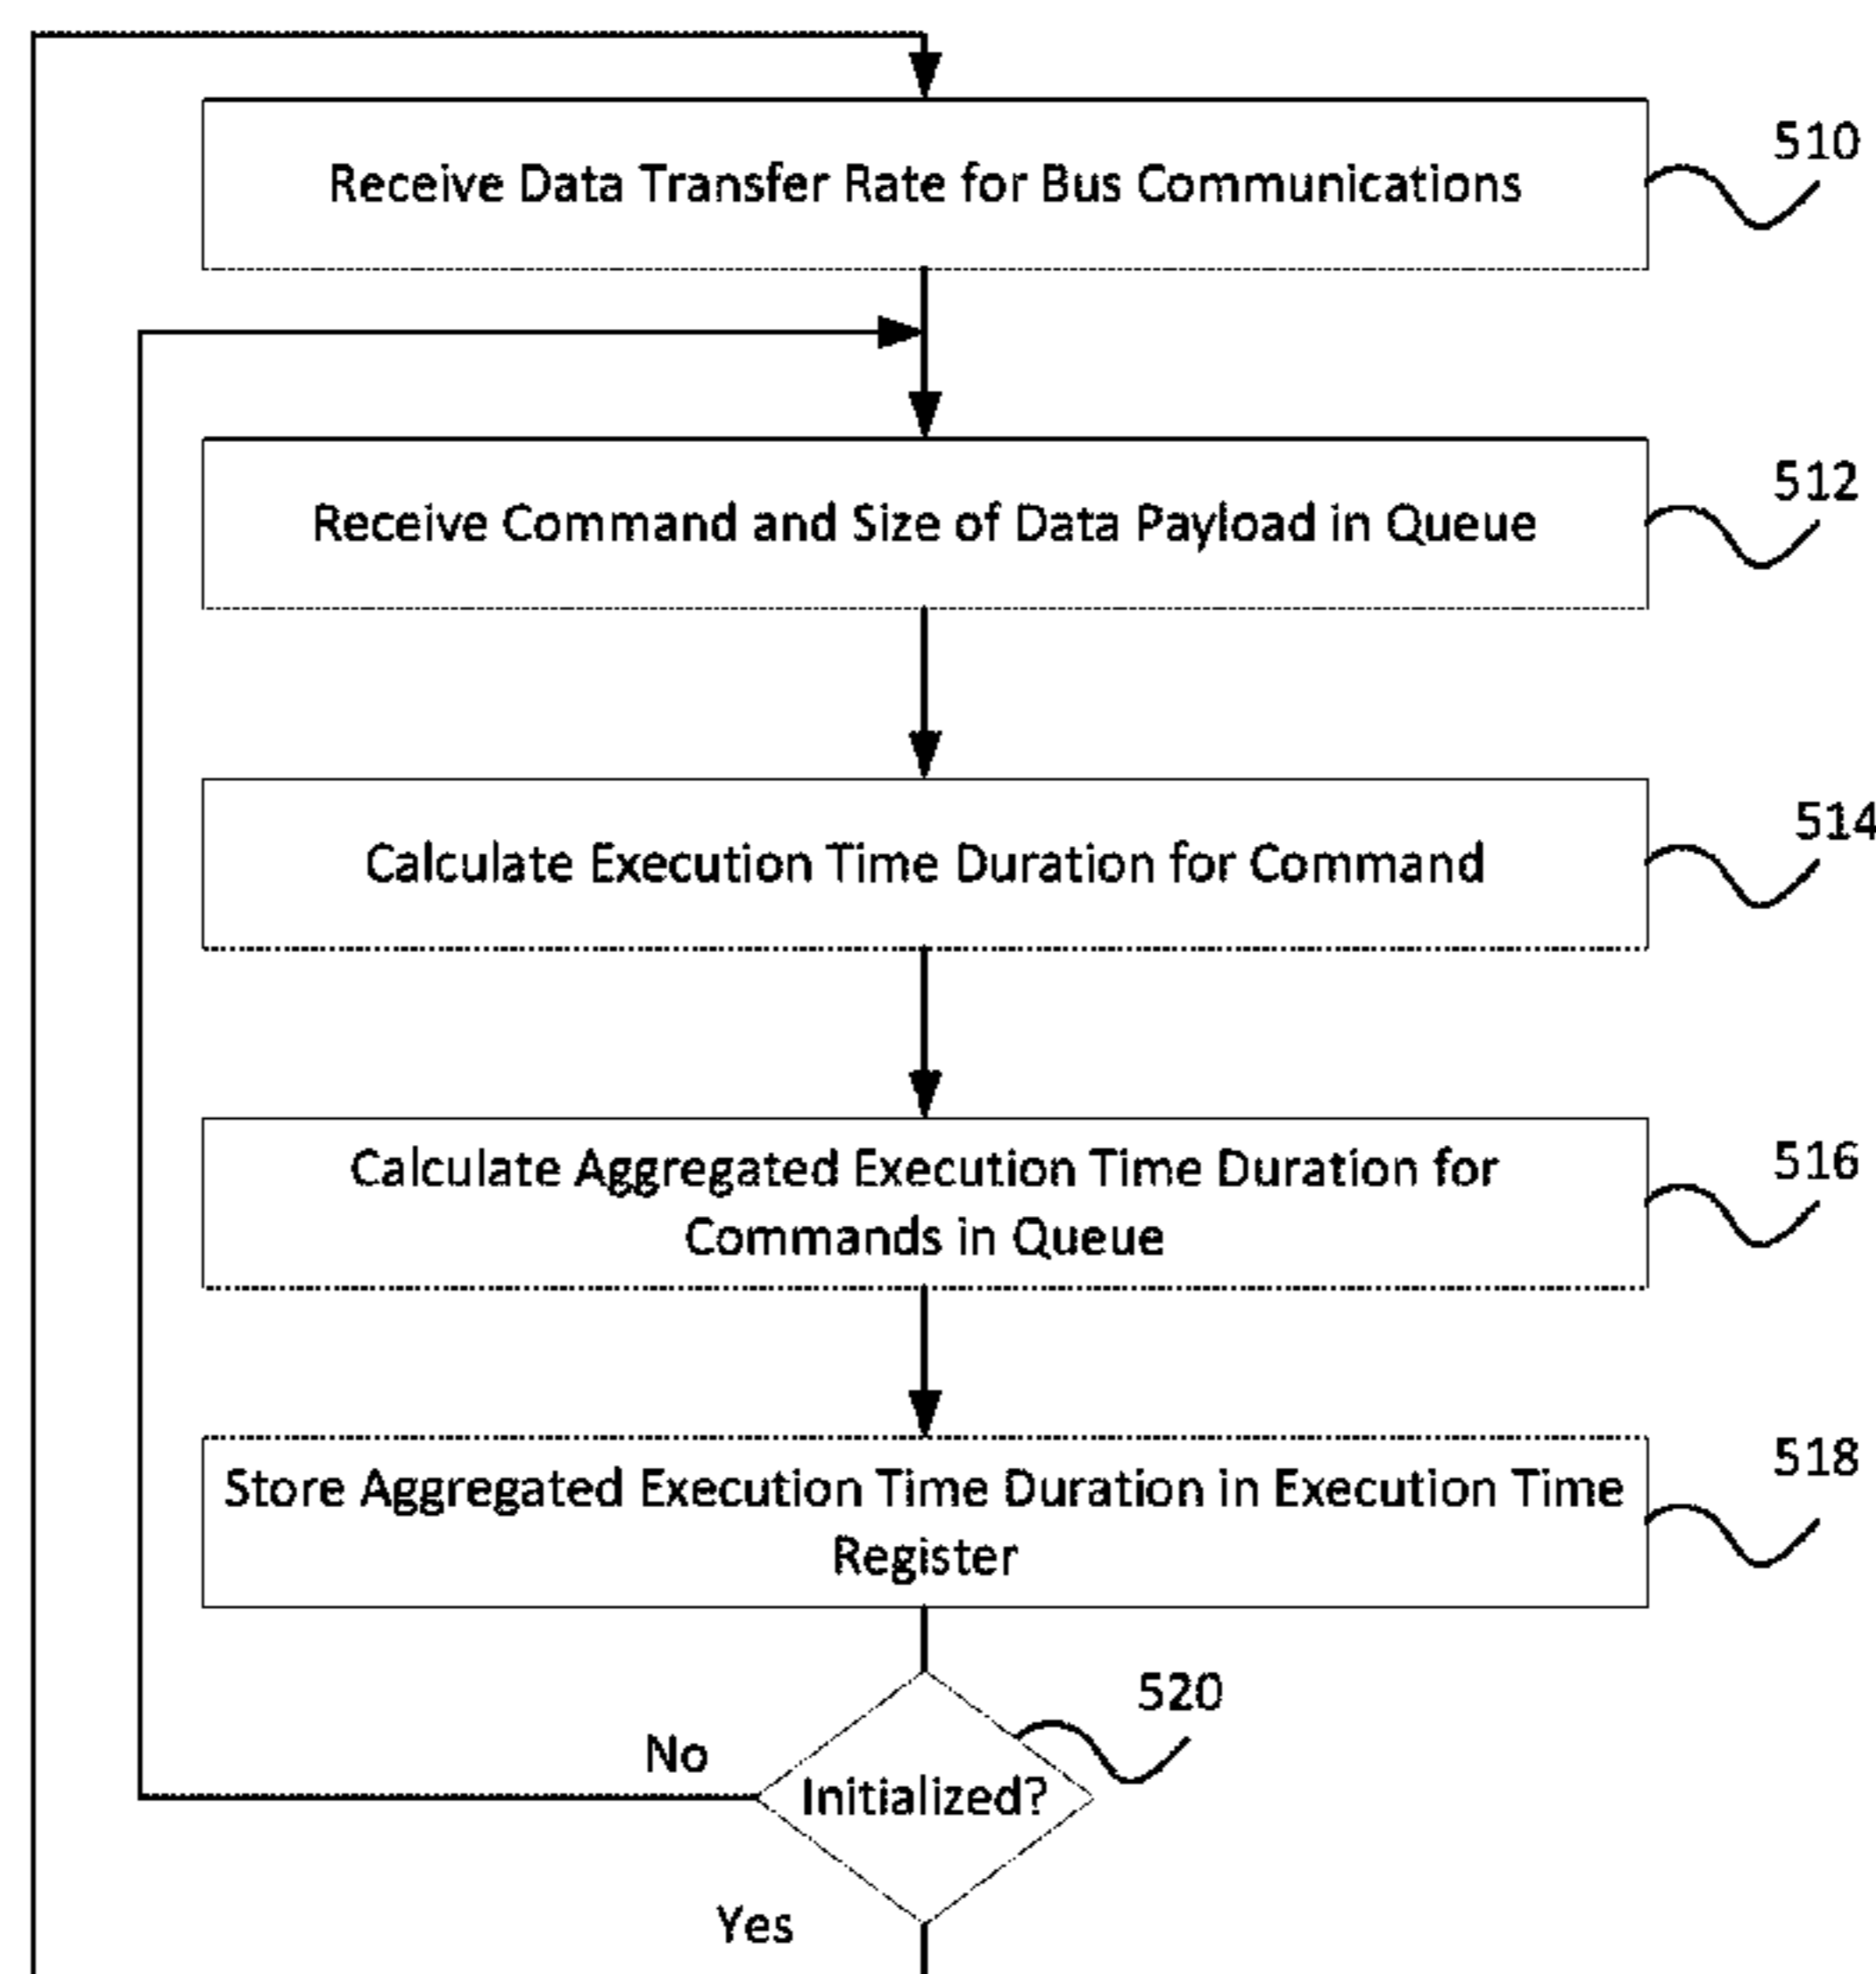 Receive Data Transfer Rate for Bus Communications
510
Receive Command and Size of Data Payload in Queue
512
Calculate Execution Time Duration for Command
514
Calculate Aggregated Execution Time Duration for
Commands in Queue
516
Store Aggregated Execution Time Duration in Execution Time
Register
518
520
No
Initialized?
Yes